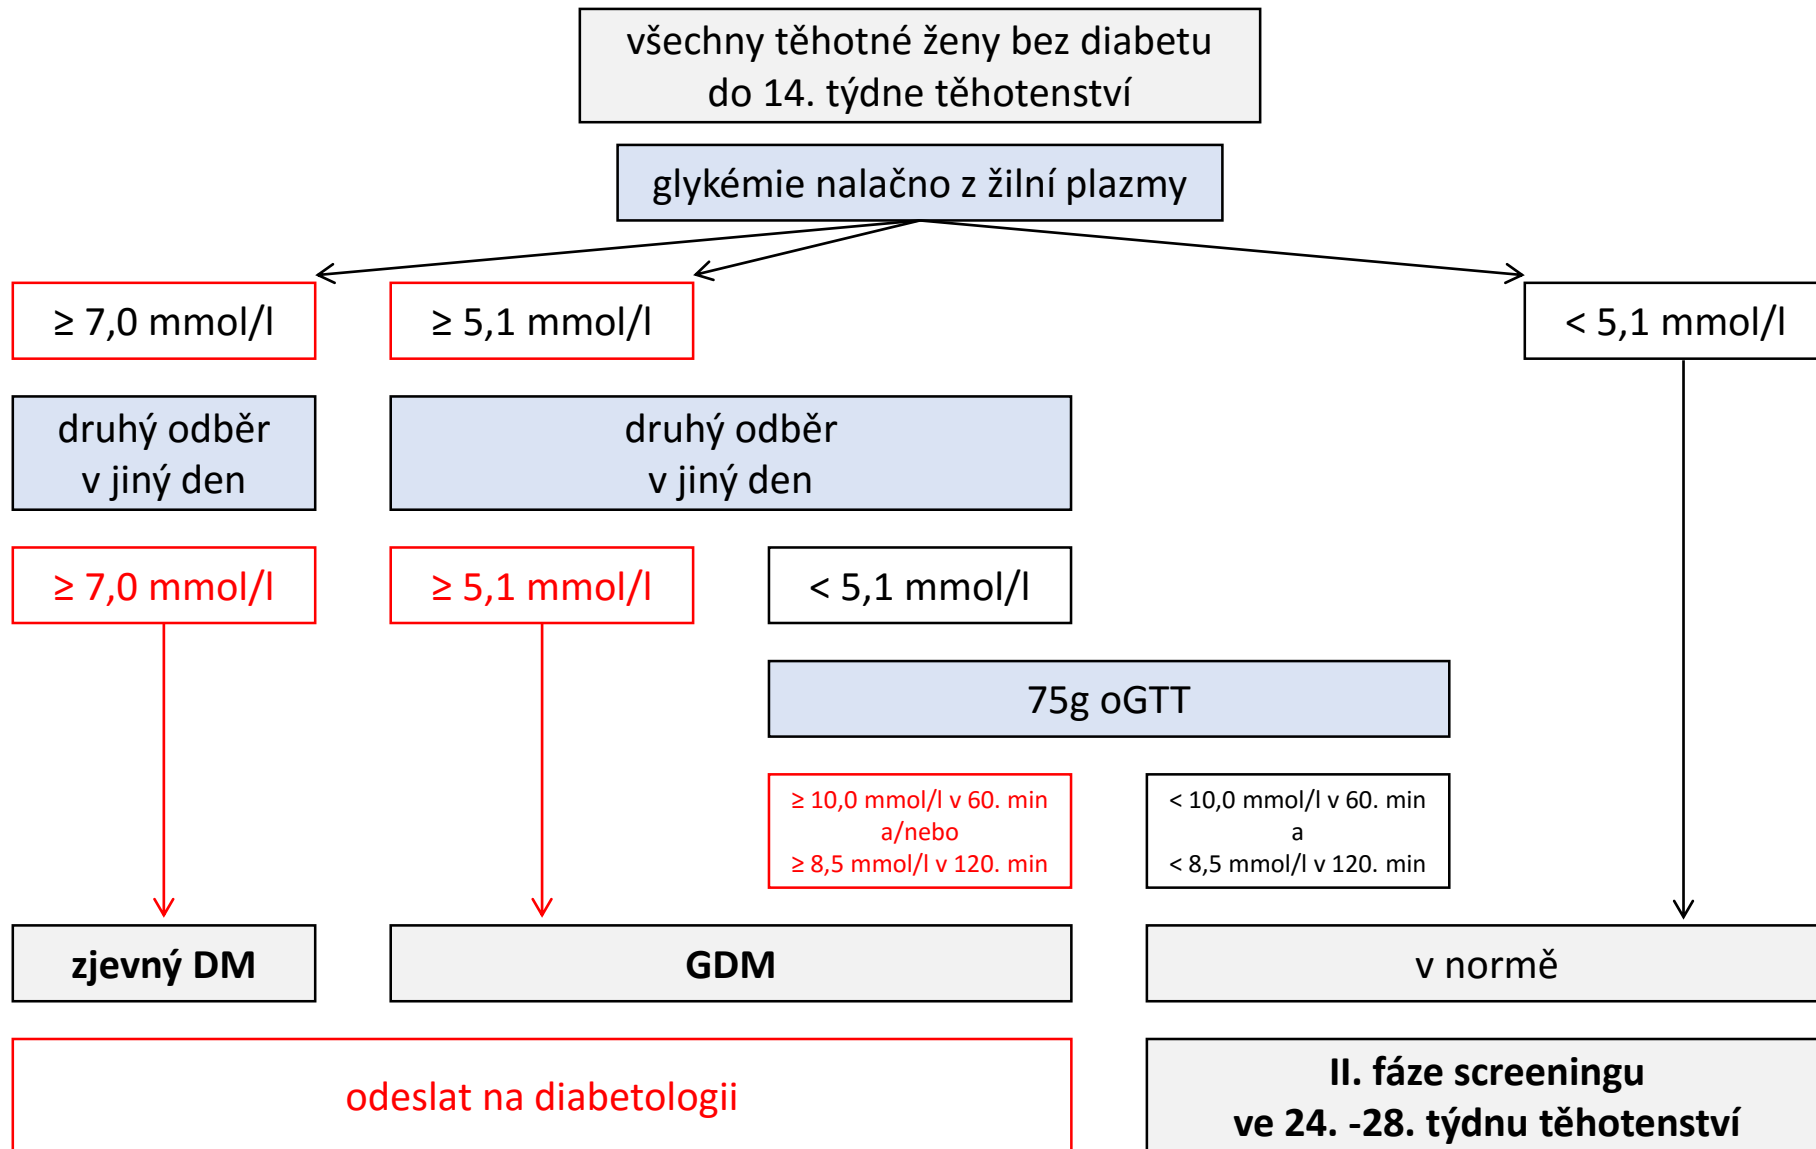 všechny těhotné ženy bez diabetu
do 14. týdne těhotenství
glykémie nalačno z žilní plazmy
≥ 7,0 mmol/l
≥ 5,1 mmol/l
< 5,1 mmol/l
druhý odběr
v jiný den
druhý odběr
v jiný den
≥ 7,0 mmol/l
≥ 5,1 mmol/l
< 5,1 mmol/l
75g oGTT
≥ 10,0 mmol/l v 60. min
a/nebo
≥ 8,5 mmol/l v 120. min
< 10,0 mmol/l v 60. min
a
< 8,5 mmol/l v 120. min
zjevný DM
GDM
v normě
odeslat na diabetologii
II. fáze screeningu
ve 24. -28. týdnu těhotenství